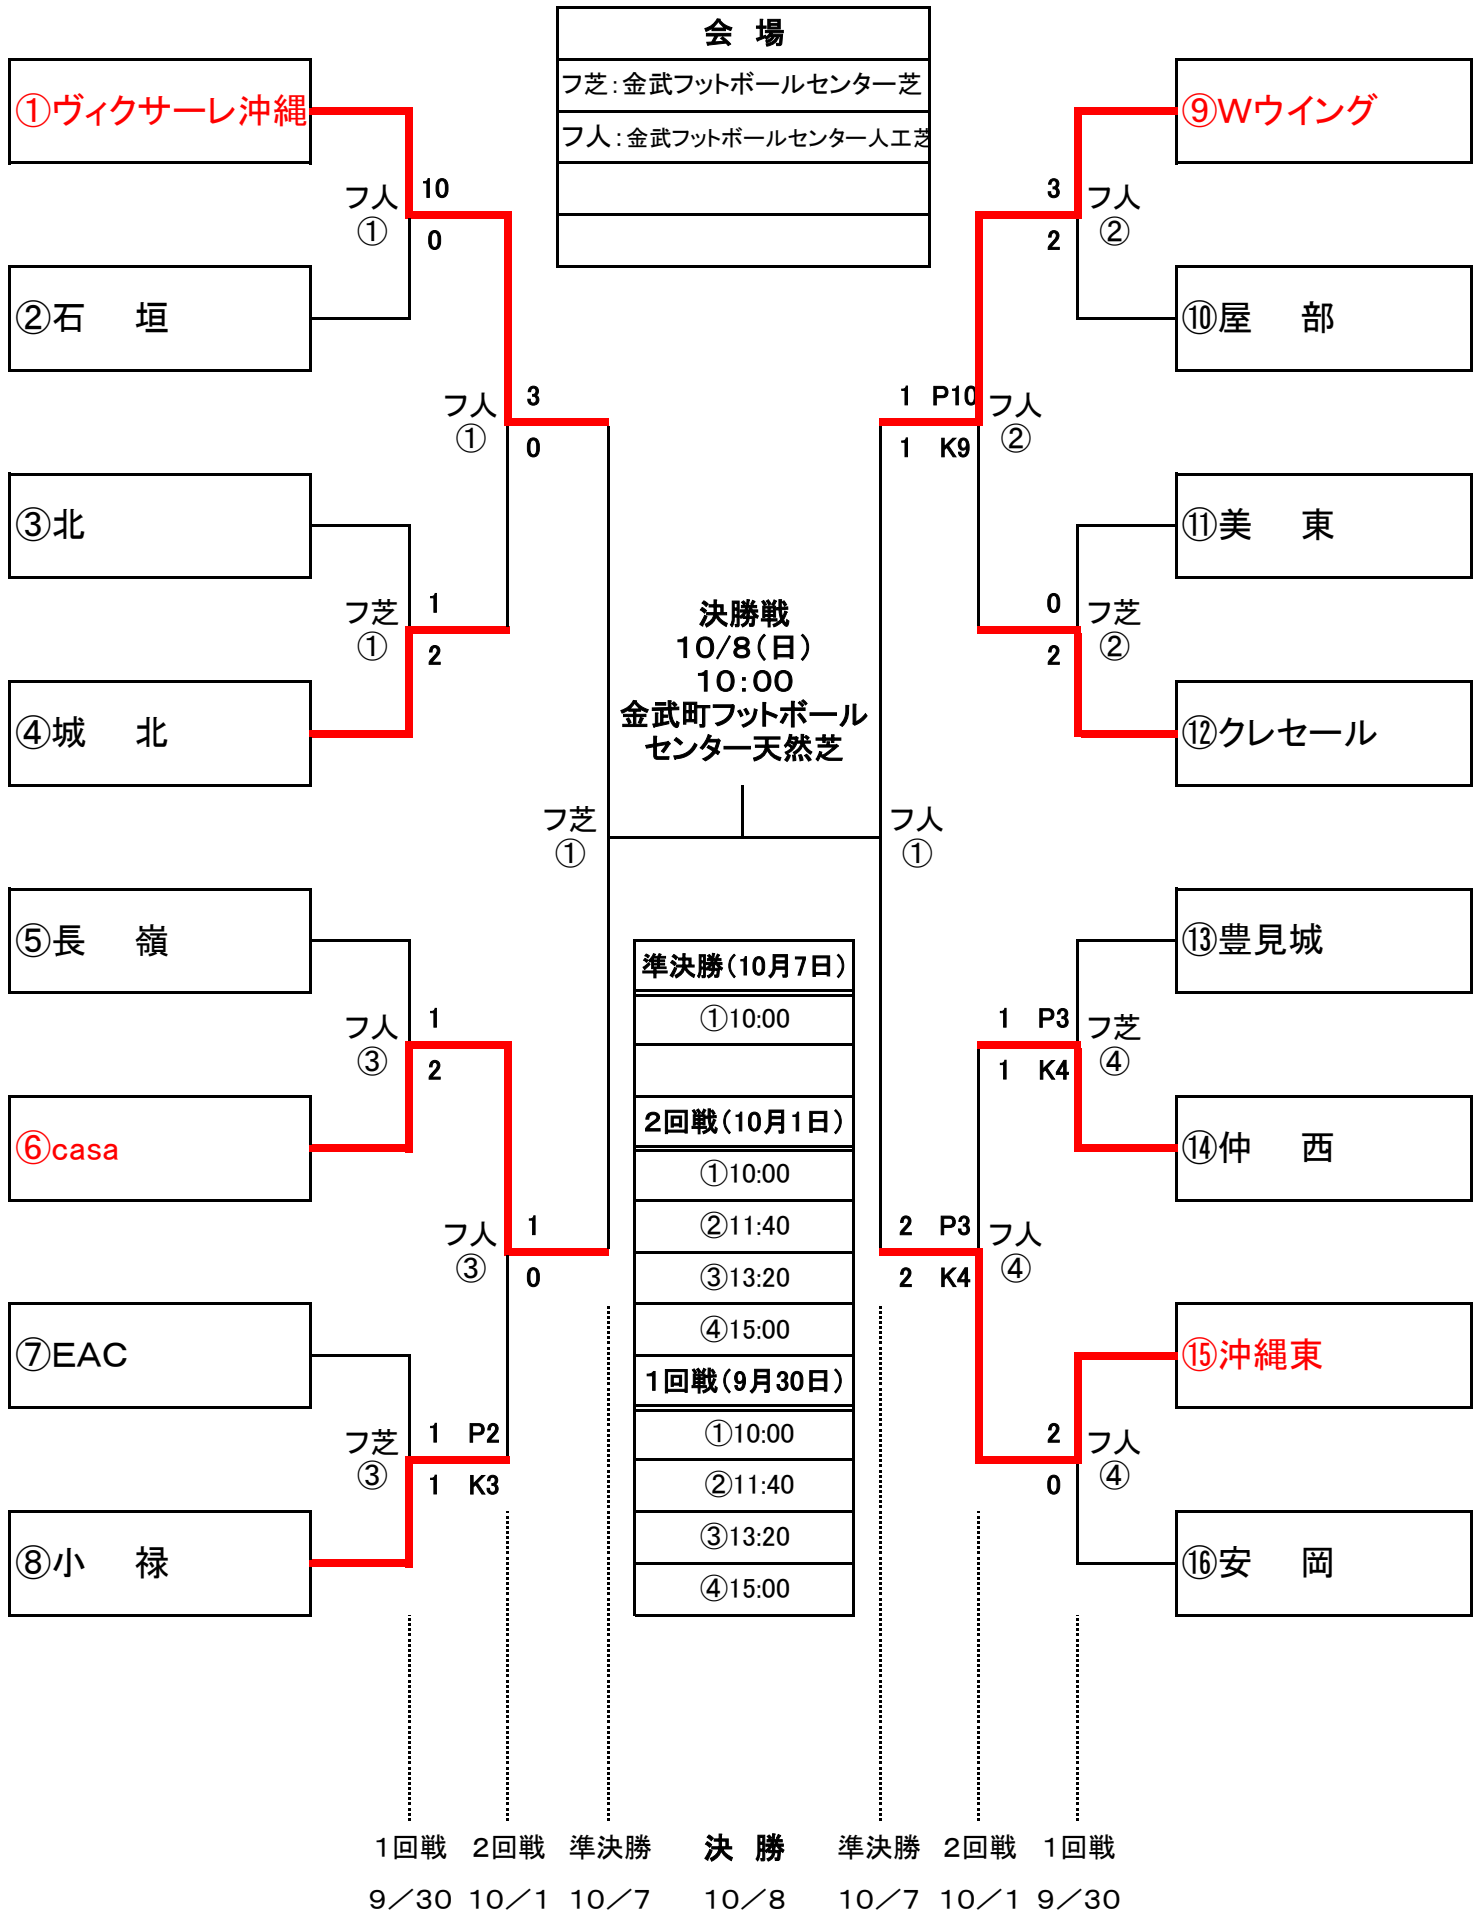 会 場
フ芝：金武フットボールセンター芝
フ人：金武フットボールセンター人工芝
①ヴィクサーレ沖縄
⑨Ｗウイング
フ人
①
10
0
3
2
フ人
②
②石 垣
⑩屋 部
フ人
①
3
0
1 P10
1 K9
フ人
②
③北
⑪美 東
フ芝
①
1
2
0
2
フ芝
②
④城 北
⑫クレセール
決勝戦
１０/８（日）
１０：００
金武町フットボール
センター天然芝
フ芝
①
フ人
①
⑤長 嶺
⑬豊見城
フ人
③
1
2
1 P3
1 K4
フ芝
④
⑥casa
⑭仲 西
フ人
③
1
0
2 P3
2 K4
フ人
④
⑦EAC
⑮沖縄東
フ芝
③
1 P2
1 K3
2
0
フ人
④
⑧小 禄
⑯安 岡
準決勝（10月7日）
①10:00
２回戦（10月1日）
①10:00
②11:40
③13:20
④15:00
１回戦（9月30日）
①10:00
②11:40
③13:20
④15:00
１回戦 ２回戦 準決勝 決 勝 準決勝 ２回戦 １回戦
９／３０ １０／１ １０／７ １０／８ １０／７ １０／１ ９／３０